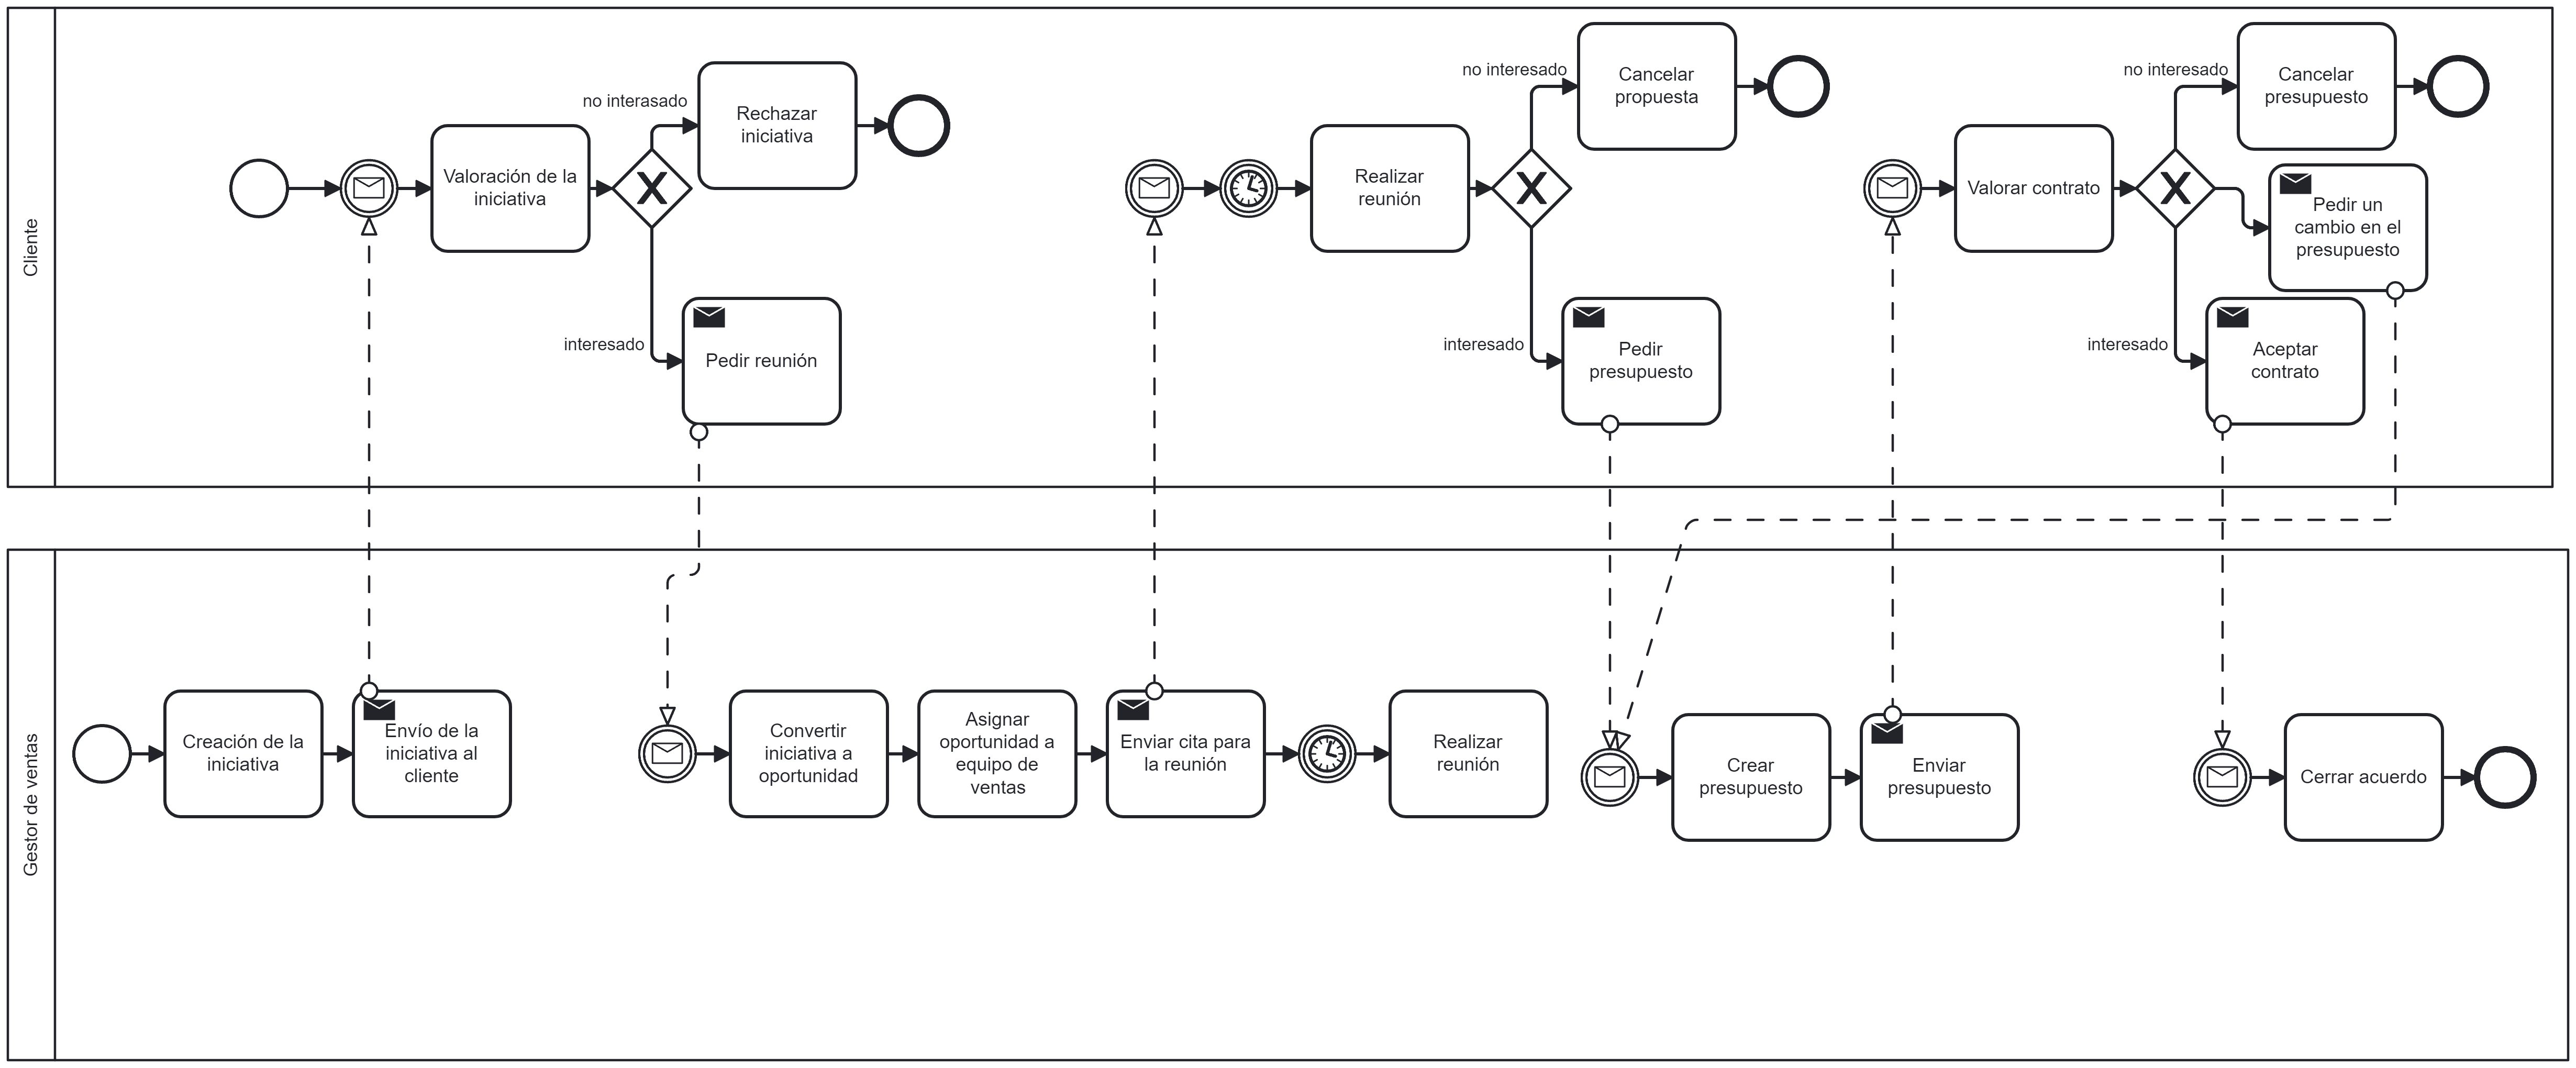 Cliente
no interasado
Rechazar
iniciativa
Valoración de la
iniciativa
interesado
Pedir reunión
no interesado
Cancelar
propuesta
Realizar
reunión
interesado
Pedir
presupuesto
no interesado
Cancelar
presupuesto
Valorar contrato
Pedir un
cambio en el
presupuesto
interesado
Aceptar
contrato
Gestor de ventas
Creación de la
iniciativa
Envío de la
iniciativa al
cliente
Convertir
iniciativa a
oportunidad
Asignar
oportunidad a
equipo de
ventas
Enviar cita para
la reunión
Realizar
reunión
Crear
presupuesto
Enviar
presupuesto
Cerrar acuerdo